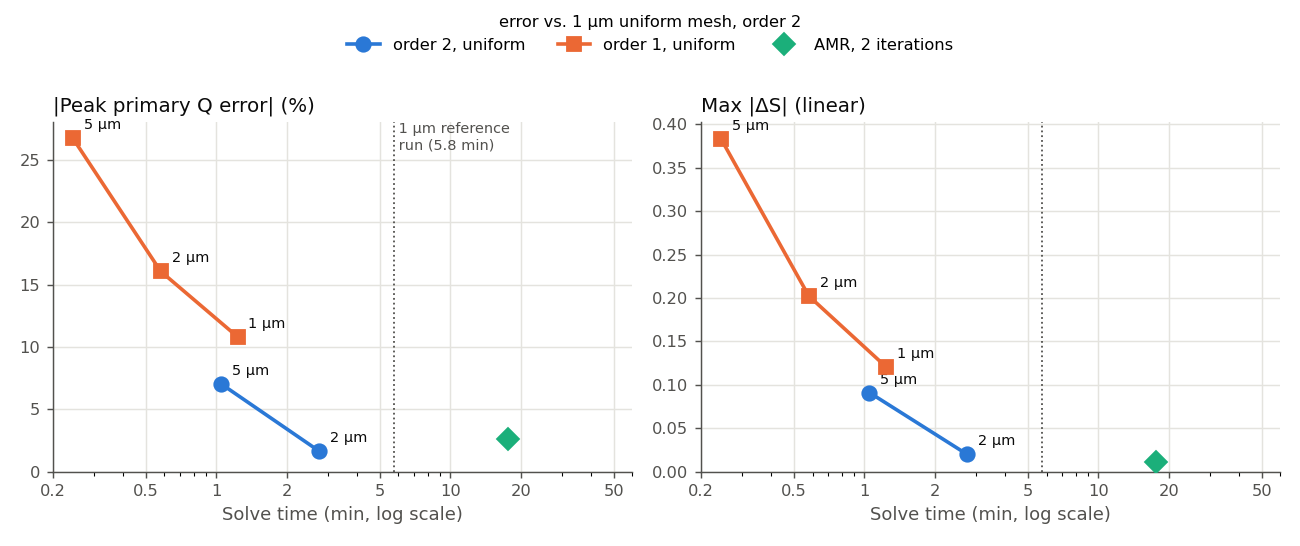 error vs. 1 µm uniform mesh, order 2
order 2, uniform
order 1, uniform
AMR, 2 iterations
|Peak primary Q error| (%)
5 µm
2 µm
1 µm
5 µm
2 µm
1 µm reference
run (5.8 min)
25
20
15
10
5
0
0.2
0.5
1
2
5
10
20
50
Solve time (min, log scale)
Max |ΔS| (linear)
5 µm
2 µm
1 µm
5 µm
2 µm
0.40
0.35
0.30
0.25
0.20
0.15
0.10
0.05
0.00
0.2
0.5
1
2
5
10
20
50
Solve time (min, log scale)